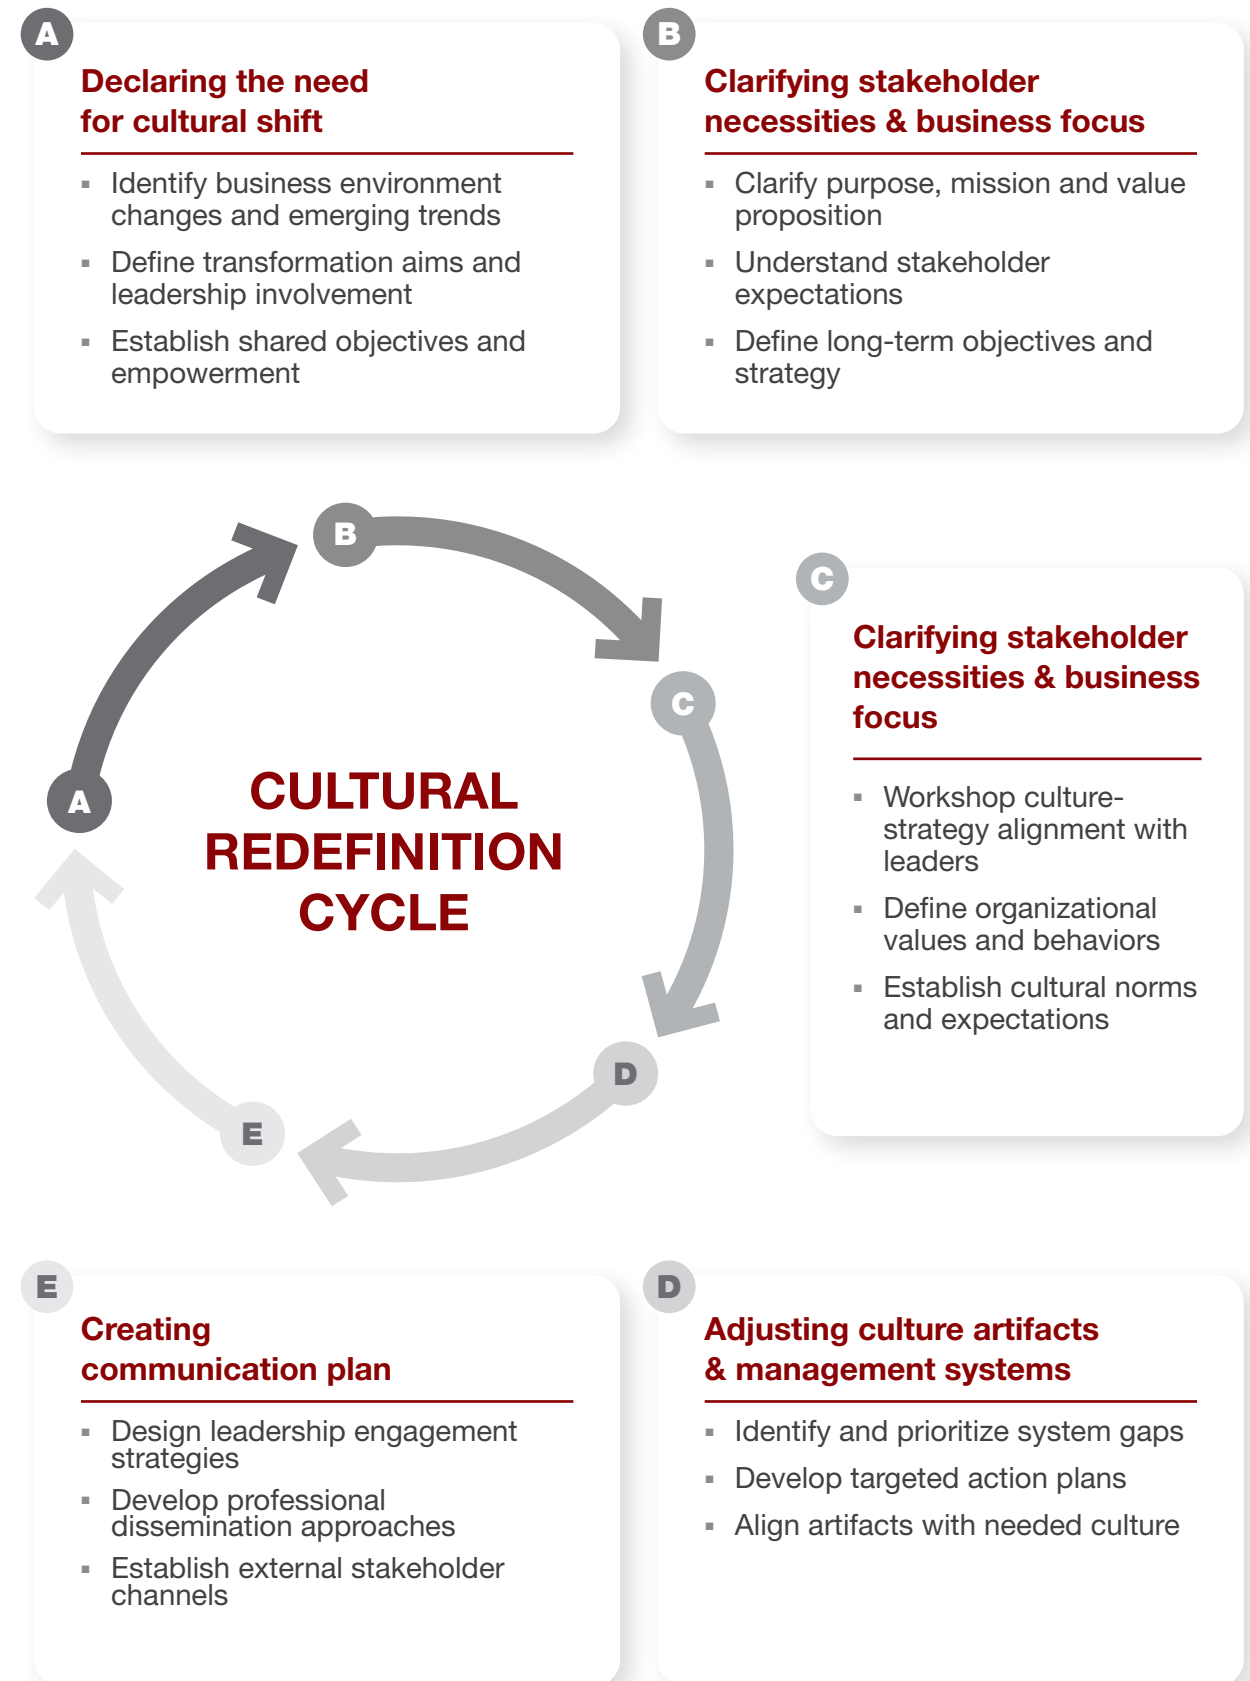 A
Declaring the need
for cultural shift
▪ Identify business environment
changes and emerging trends
▪ Define transformation aims and
leadership involvement
▪ Establish shared objectives and
empowerment
B
Clarifying stakeholder
necessities & business focus
▪ Clarify purpose, mission and value
proposition
▪ Understand stakeholder
expectations
▪ Define long-term objectives and
strategy
B
C
A
D
E
CULTURAL
REDEFINITION
CYCLE
C
Clarifying stakeholder
necessities & business
focus
▪ Workshop culture-
strategy alignment with
leaders
▪ Define organizational
values and behaviors
▪ Establish cultural norms
and expectations
E
Creating
communication plan
▪ Design leadership engagement
strategies
▪ Develop professional
dissemination approaches
▪ Establish external stakeholder
channels
D
Adjusting culture artifacts
& management systems
▪ Identify and prioritize system gaps
▪ Develop targeted action plans
▪ Align artifacts with needed culture